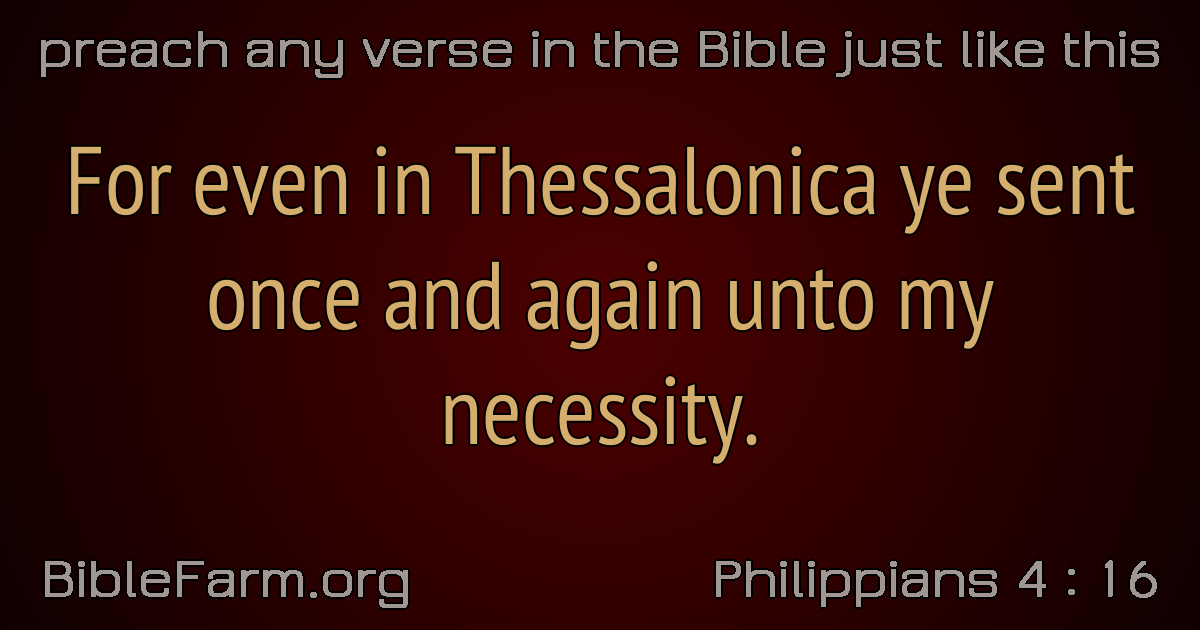 preach any verse in the Bible just like this
For even in Thessalonica ye sent
once and again unto my
necessity.
BibleFarm.org
Philippians 4 : 16